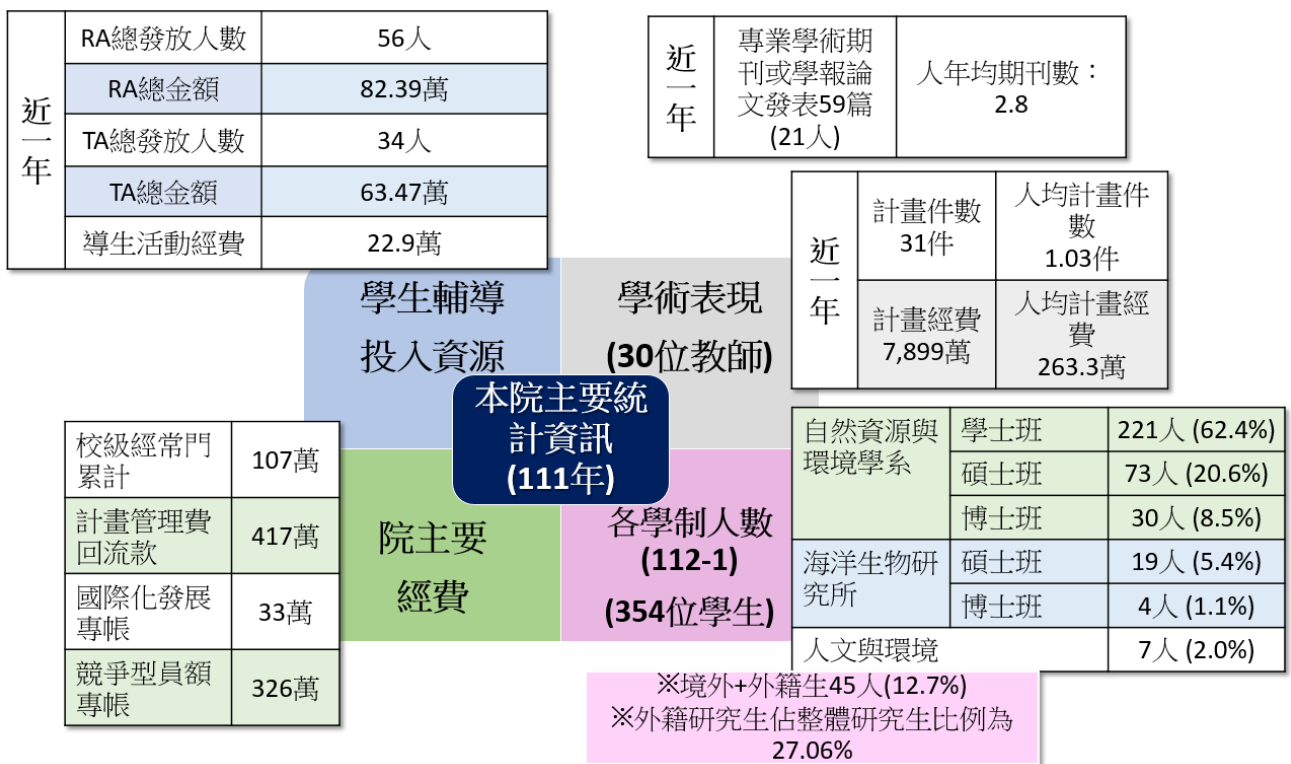 近一年
RA總發放人數 56人
RA總金額 82.39萬
TA總發放人數 34人
TA總金額 63.47萬
導生活動經費 22.9萬
近一年
專業學術期
刊或學報論
文發表59篇
(21人)
人年均期刊數：
2.8
近一年
計畫件數
31件
人均計畫件
數
1.03件
計畫經費
7,899萬
人均計畫經
費
263.3萬
學生輔導
投入資源
學術表現
(30位教師)
本院主要統
計資訊
(111年)
院主要
經費
各學制人數
(112-1)
(354位學生)
校級經常門
累計
107萬
計畫管理費
回流款
417萬
國際化發展
專帳
33萬
競爭型員額
專帳
326萬
自然資源與
環境學系
學士班 221人 (62.4%)
碩士班 73人 (20.6%)
博士班 30人 (8.5%)
海洋生物研
究所
碩士班 19人 (5.4%)
博士班 4人 (1.1%)
人文與環境 7人 (2.0%)
※境外+外籍生45人(12.7%)
※外籍研究生佔整體研究生比例為
27.06%